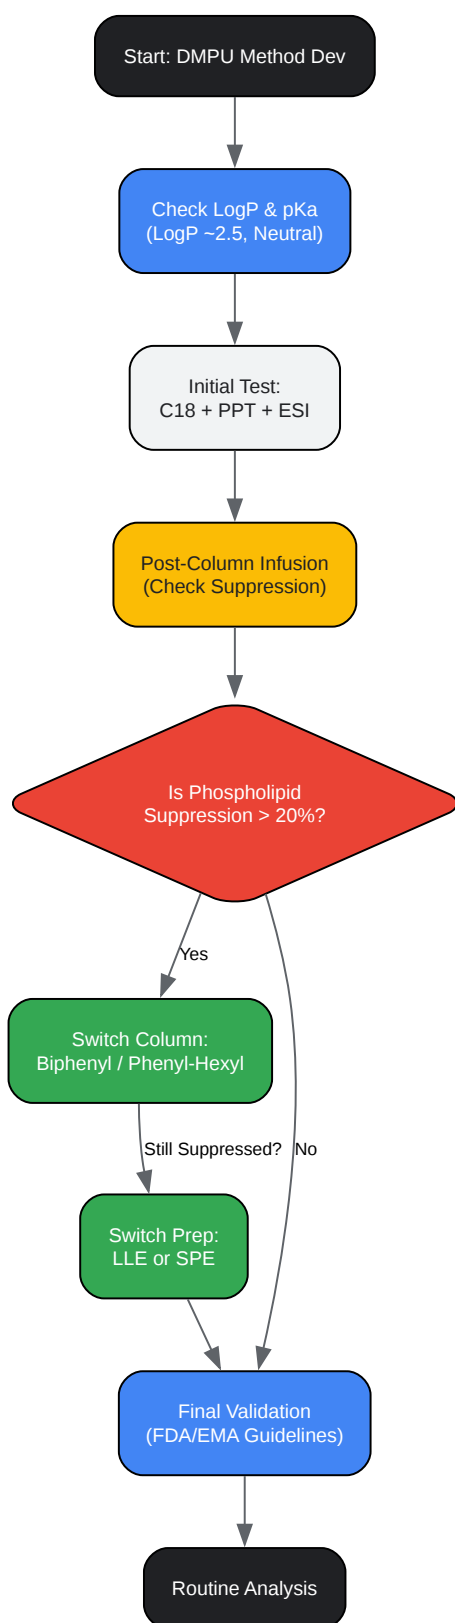 Start: DMPU Method Dev
Check LogP & pKa
(LogP ~2.5, Neutral)
Initial Test:
C18 + PPT + ESI
Post-Column Infusion
(Check Suppression)
Is Phospholipid
Suppression > 20%?
Yes
Switch Column:
Biphenyl / Phenyl-Hexyl
Still Suppressed?
No
Switch Prep:
LLE or SPE
Final Validation
(FDA/EMA Guidelines)
Routine Analysis